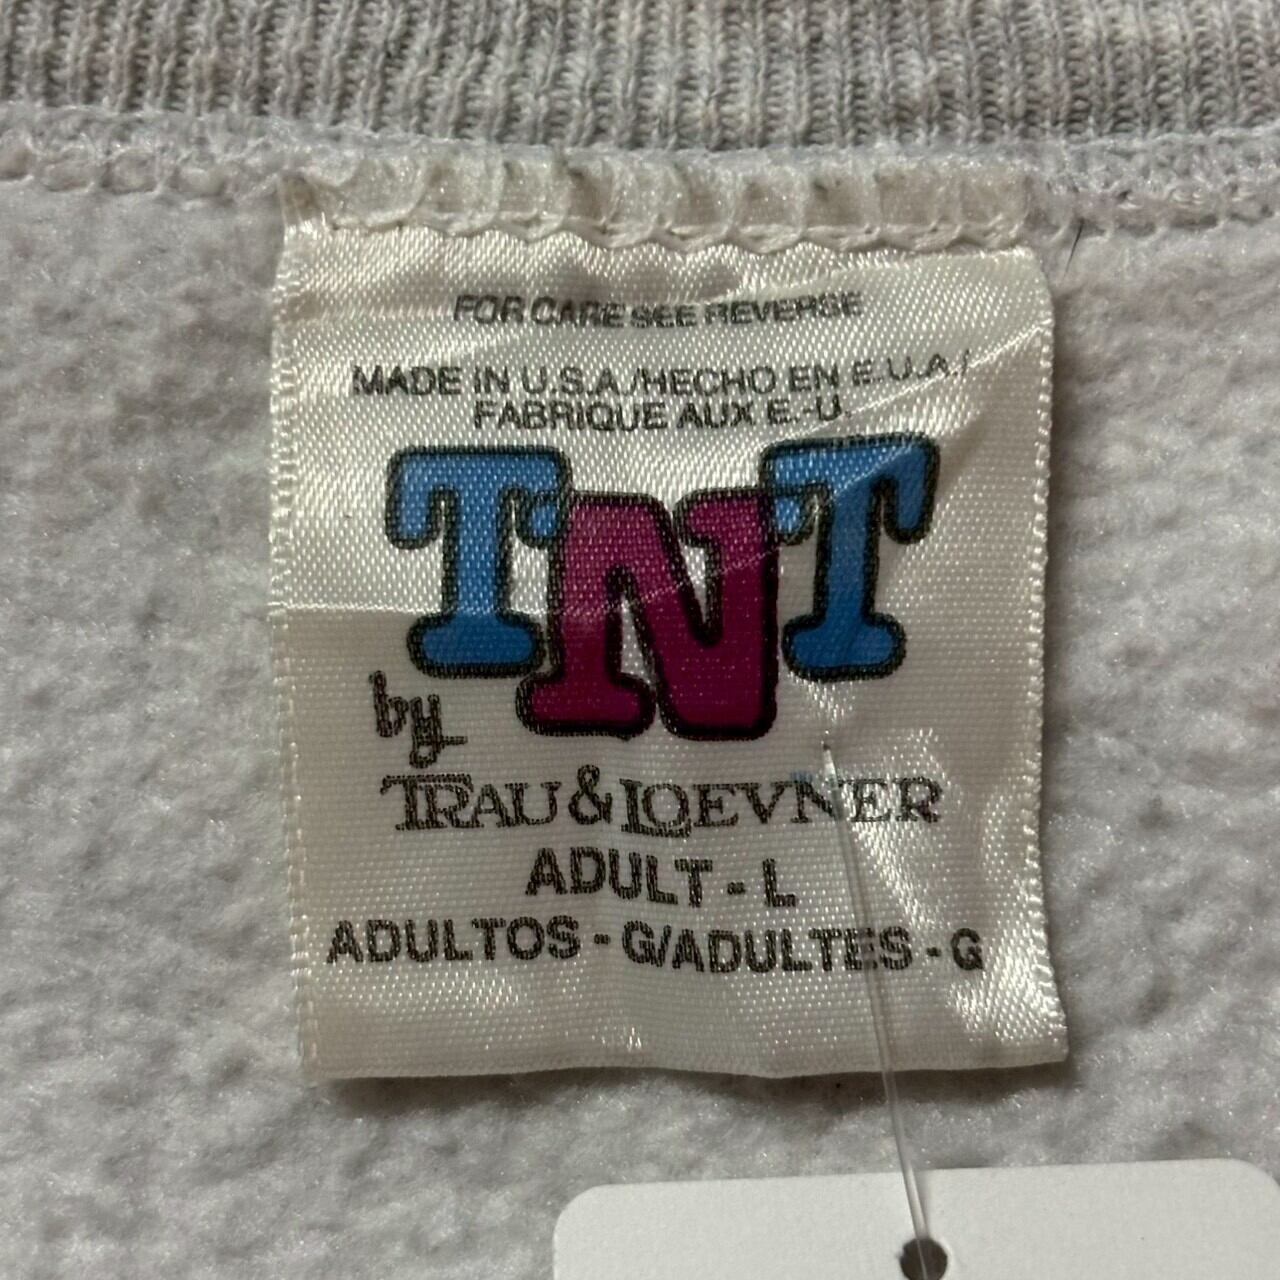 FOR CARE SEE REVERSE
MADE IN U.S.A./HECHO EN E.U.A/
FABRIQUE AUX E.-U.
TNT
by
TRAU & LOEVNER
ADULT - L
ADULTOS - G/ADULTES - G